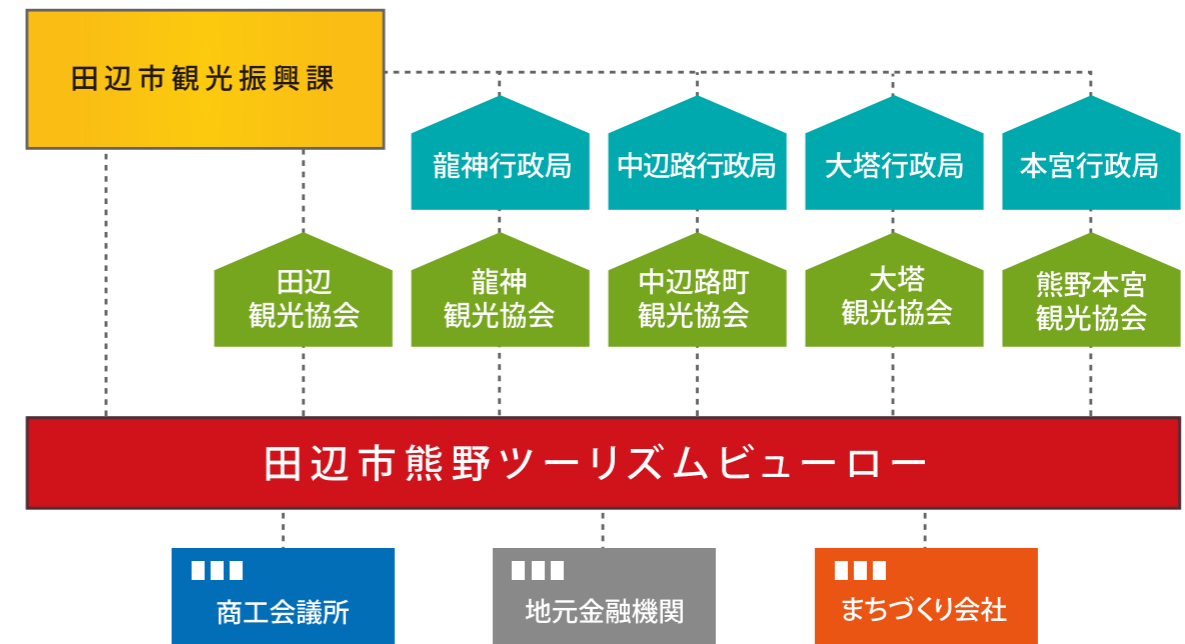 田辺市観光振興課
龍神行政局
中辺路行政局
大塔行政局
本宮行政局
田辺
観光協会
龍神
観光協会
中辺路町
観光協会
大塔
観光協会
熊野本宮
観光協会
田辺市熊野ツーリズムビューロー
商工会議所
地元金融機関
まちづくり会社